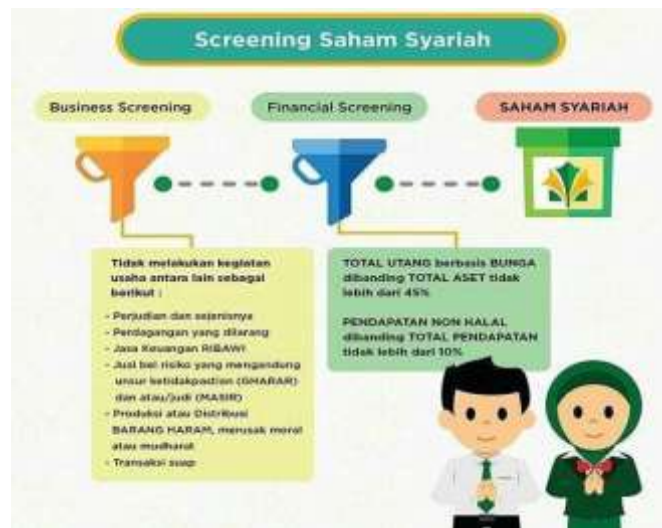 Screening Saham Syariah
Business Screening
Financial Screening
SAHAM SYARIAH
Tidak melakukan kegiatan
usaha antara lain sebagai
berikut :
- Perjudian dan sejenisnya
- Perdagangan yang dilarang
- Jasa Keuangan RIBAWI
- Jual beli risiko yang mengandung
unsur ketidakpastian (GHARAR)
dan atau/judi (MASIR)
- Produksi atau Distribusi
BARANG HARAM, merusak moral
atau mudharat
- Transaksi suap
TOTAL UTANG berbasis BUNGA
dibanding TOTAL ASET tidak
lebih dari 45%
PENDAPATAN NON HALAL
dibanding TOTAL PENDAPATAN
tidak lebih dari 10%